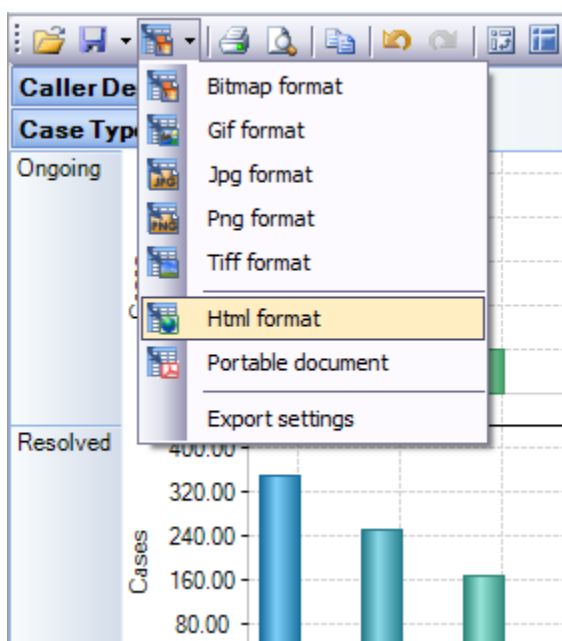 Caller De
Case Typ
Bitmap format
Gif format
Jpg format
Png format
Tiff format
Html format
Portable document
Export settings
Ongoing
Resolved
400.00
320.00
240.00
160.00
80.00
Cases